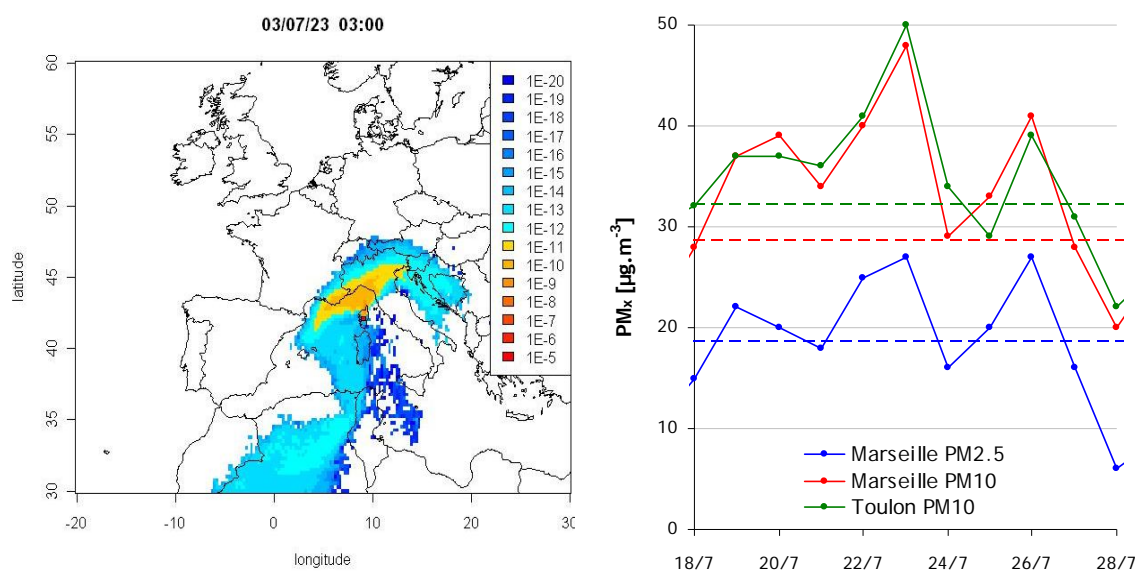 03/07/23 03:00
60
55
50
45
40
35
30
latitude
-20
-10
0
10
20
30
longitude
1E-20
1E-19
1E-18
1E-17
1E-16
1E-15
1E-14
1E-13
1E-12
1E-11
1E-10
1E-9
1E-8
1E-7
1E-6
1E-5
50
40
30
20
10
0
PMx [µg.m-3]
Marseille PM2.5
Marseille PM10
Toulon PM10
18/7
20/7
22/7
24/7
26/7
28/7